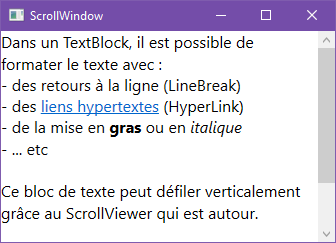 ScrollWindow
Dans un TextBlock, il est possible de
formater le texte avec :
- des retours à la ligne (LineBreak)
- des liens hypertextes (HyperLink)
- de la mise en gras ou en italique
- ... etc
Ce bloc de texte peut défiler verticalement
grâce au ScrollViewer qui est autour.